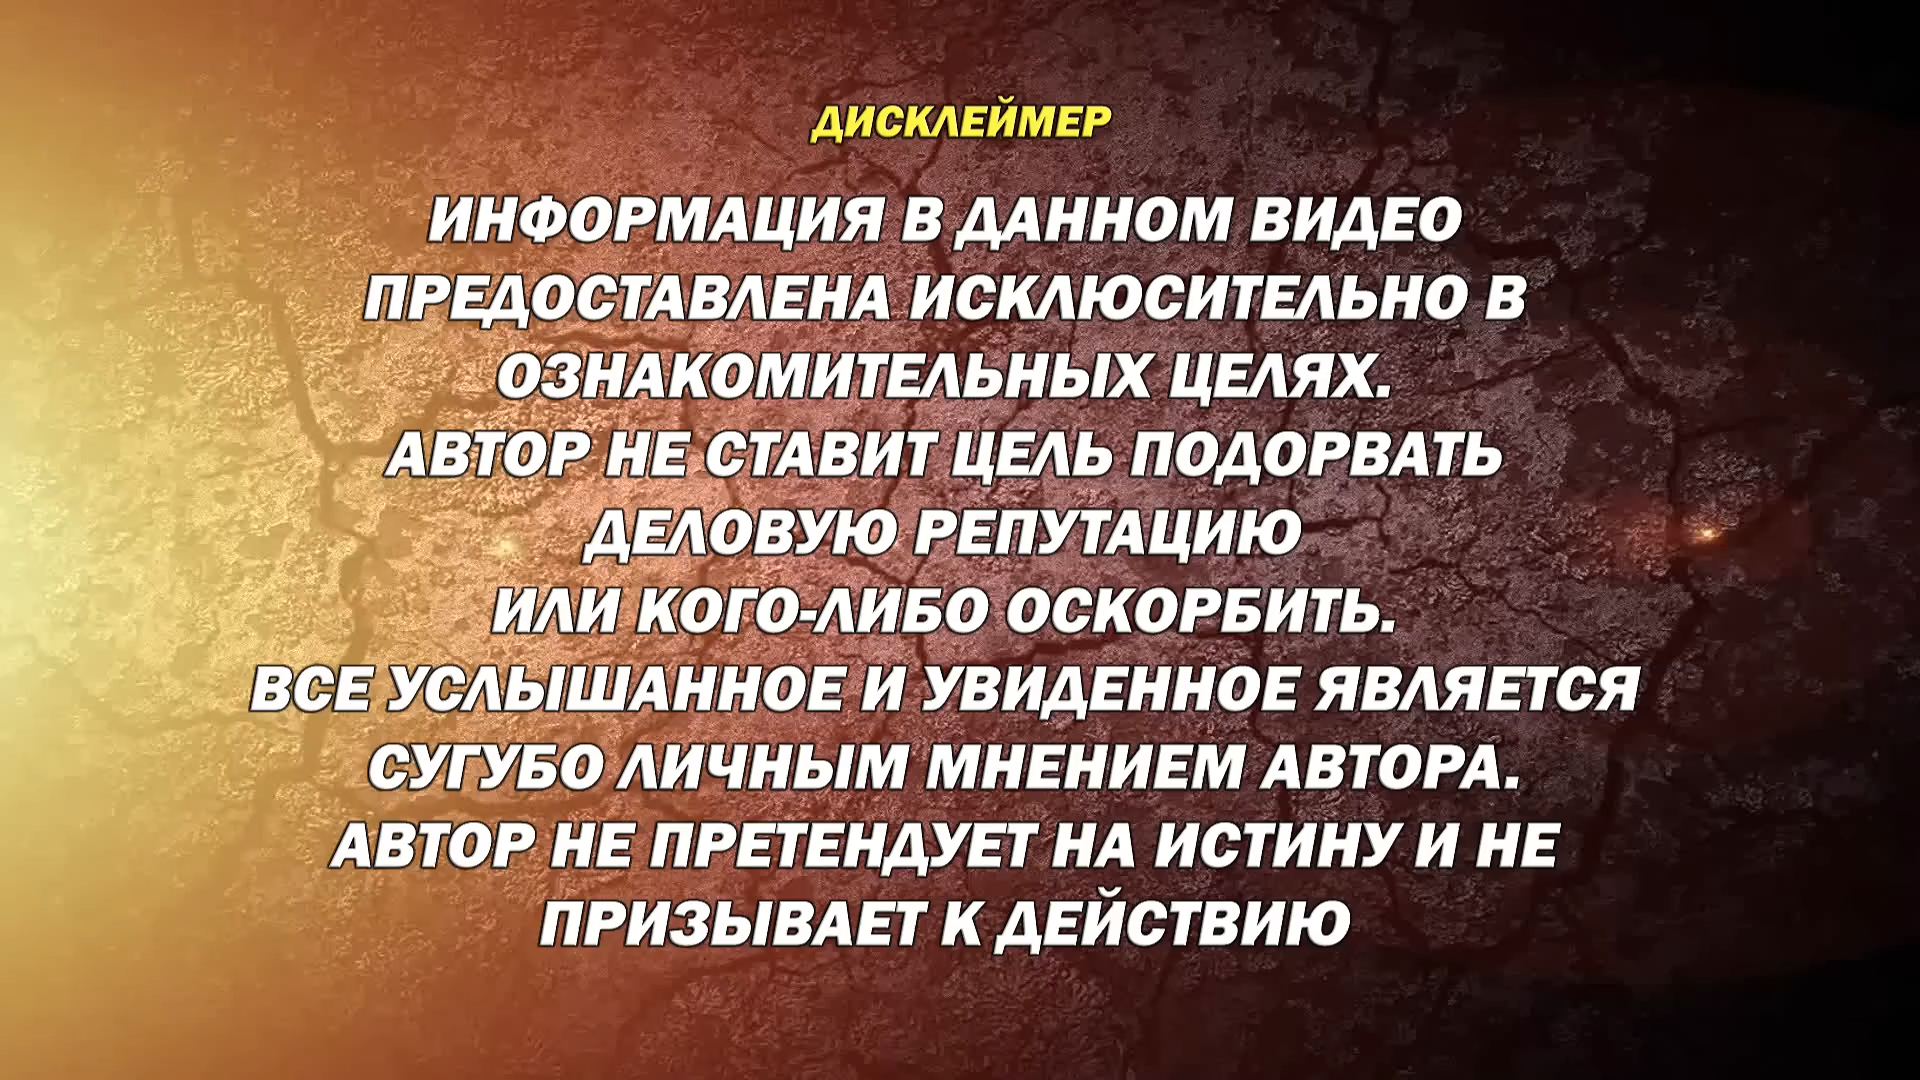 ДИСКЛЕЙМЕР
ИНФОРМАЦИЯ В ДАННОМ ВИДЕО
ПРЕДОСТАВЛЕНА ИСКЛЮСИТЕЛЬНО В
ОЗНАКОМИТЕЛЬНЫХ ЦЕЛЯХ.
АВТОР НЕ СТАВИТ ЦЕЛЬ ПОДОРВАТЬ
ДЕЛОВУЮ РЕПУТАЦИЮ
ИЛИ КОГО-ЛИБО ОСКОРБИТЬ.
ВСЕ УСЛЫШАННОЕ И УВИДЕННОЕ ЯВЛЯЕТСЯ
СУГУБО ЛИЧНЫМ МНЕНИЕМ АВТОРА.
АВТОР НЕ ПРЕТЕНДУЕТ НА ИСТИНУ И НЕ
ПРИЗЫВАЕТ К ДЕЙСТВИЮ